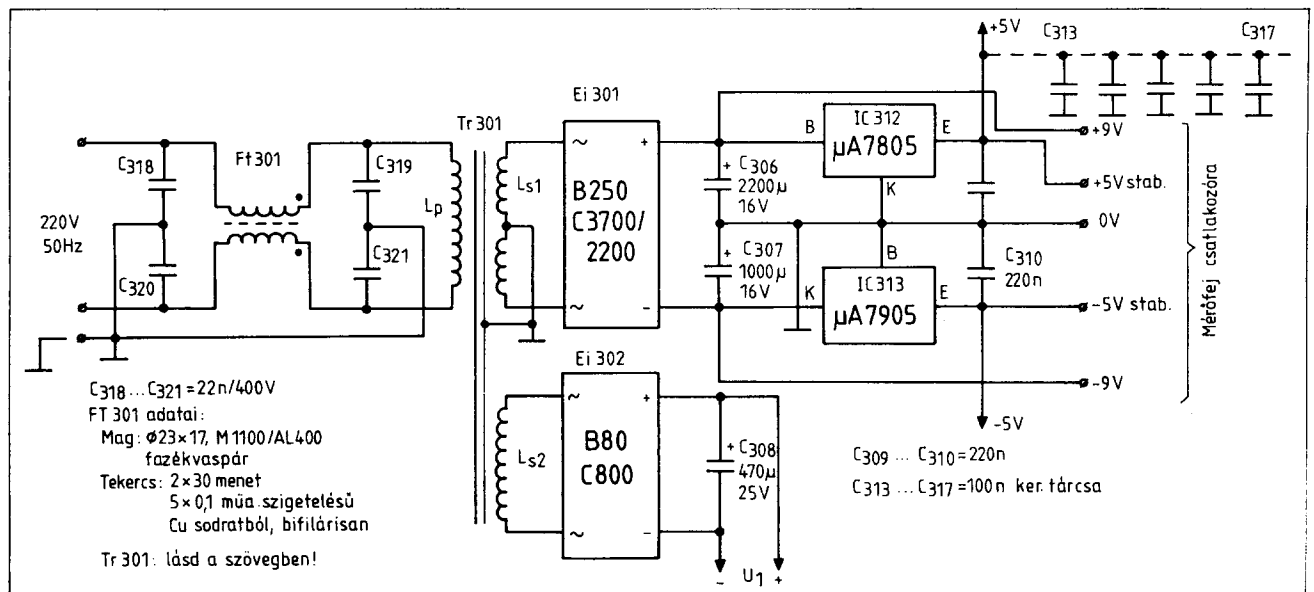 +5V
C313
C317
Ei 301
Tr 301
IC 312
B
E
+9V
μA7805
C318
Ft 301
C319
~
+
Ls1
B250
C3700/
2200
+
C306
2200μ
16V
K
+5V stab.
Lp
220V
50Hz
0V
Mérőfej csatlakozóra
C320
C321
+
C307
1000μ
16V
B
C310
220n
~
−
K
IC313
E
μA7905
−5V stab.
Ei 302
−9V
C318...C321=22n/400V
FT 301 adatai:
Mag: ø23×17, M1100/AL400
fazékvaspár
Tekercs: 2×30 menet
5×0,1 műa. szigetelésű
Cu sodratból, bifilárisan
Tr 301: lásd a szövegben!
~
+
Ls2
B80
C800
~
−
+
C308
470μ
25V
−5V
C309 ... C310=220n
C313 ... C317=100n ker. tárcsa
− U1 +